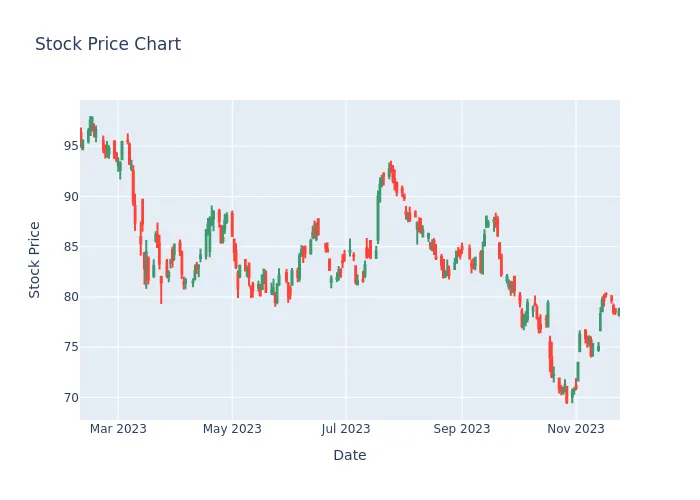 Stock Price Chart
95
90
85
80
75
70
Stock Price
Mar 2023
May 2023
Jul 2023
Sep 2023
Nov 2023
Date